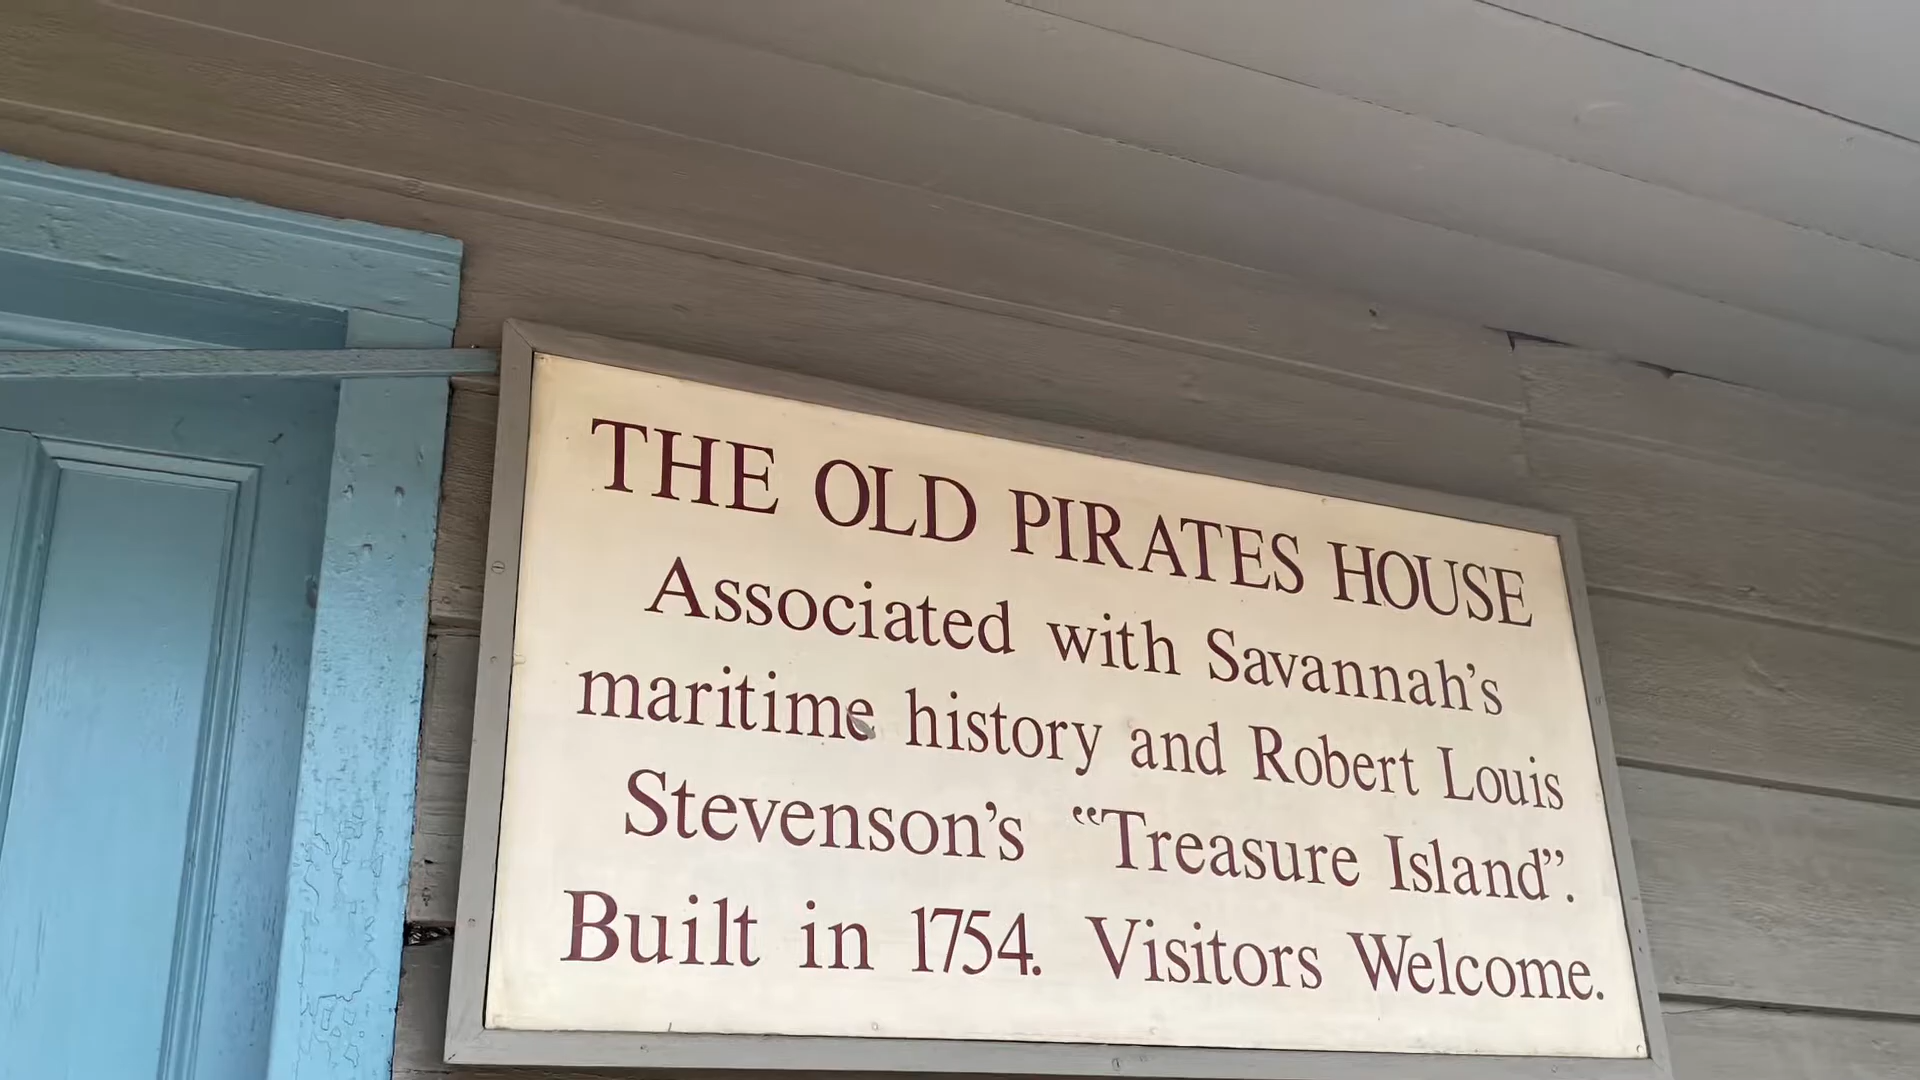 THE OLD PIRATES HOUSE
Associated with Savannah's
maritime history and Robert Louis
Stevenson's "Treasure Island".
Built in 1754. Visitors Welcome.